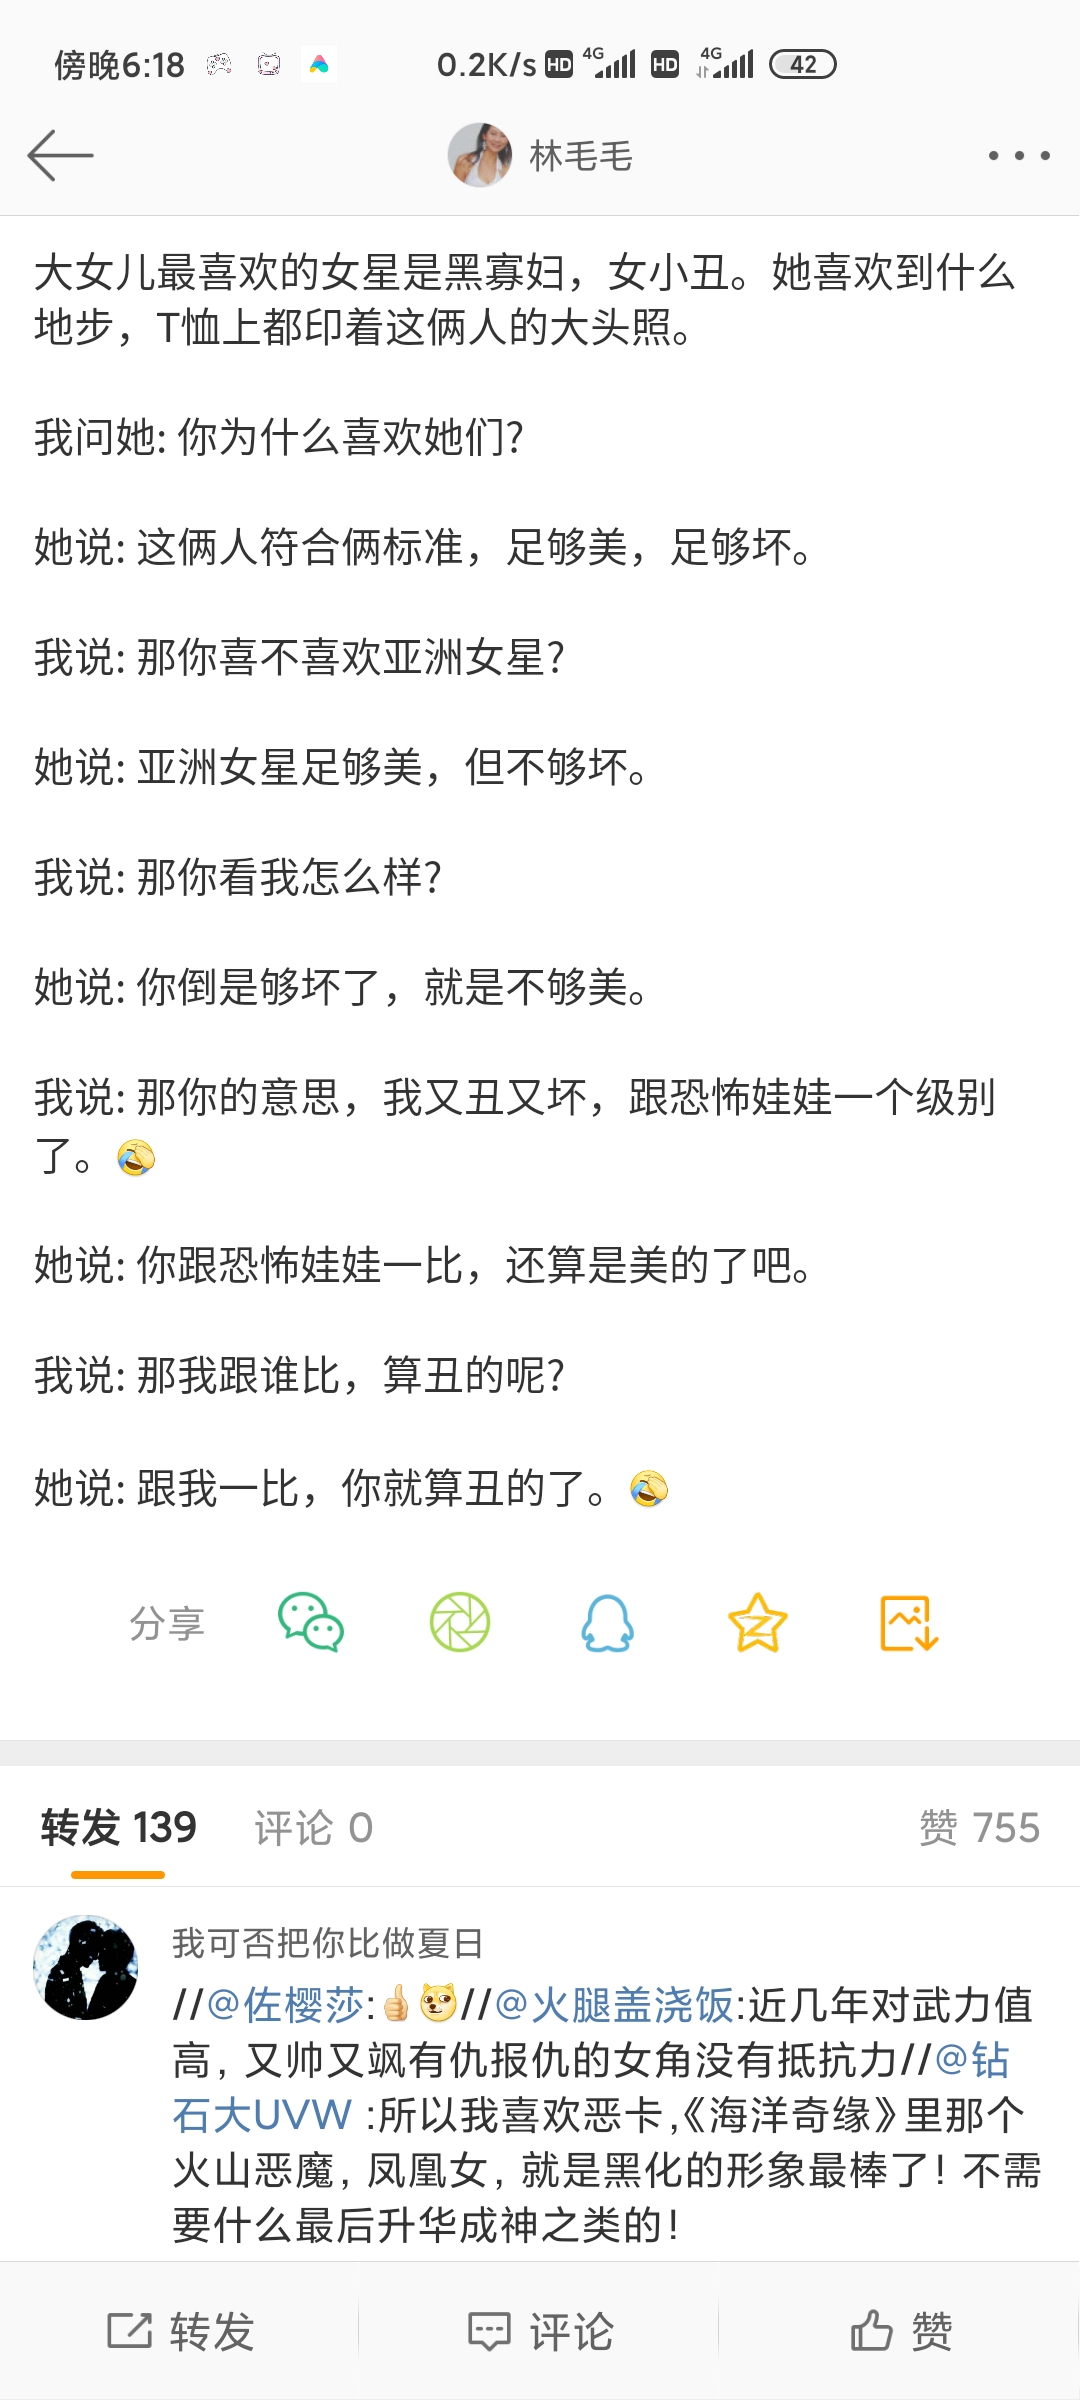 傍晚6:18 0.2K/s HD 4G HD 4G 42
林毛毛
大女儿最喜欢的女星是黑寡妇，女小丑。她喜欢到什么
地步，T恤上都印着这俩人的大头照。
我问她: 你为什么喜欢她们?
她说: 这俩人符合俩标准，足够美，足够坏。
我说: 那你喜不喜欢亚洲女星?
她说: 亚洲女星足够美，但不够坏。
我说: 那你看我怎么样?
她说: 你倒是够坏了，就是不够美。
我说: 那你的意思，我又丑又坏，跟恐怖娃娃一个级别
了。🤣
她说: 你跟恐怖娃娃一比，还算是美的了吧。
我说: 那我跟谁比，算丑的呢?
她说: 跟我一比，你就算丑的了。🤣
分享
转发 139 评论 0 赞 755
我可否把你比做夏日
//@佐樱莎:👍🐶//@火腿盖浇饭:近几年对武力值
高，又帅又飒有仇报仇的女角没有抵抗力//@钻
石大UVW :所以我喜欢恶卡,《海洋奇缘》里那个
火山恶魔，凤凰女，就是黑化的形象最棒了！不需
要什么最后升华成神之类的！
转发 评论 赞